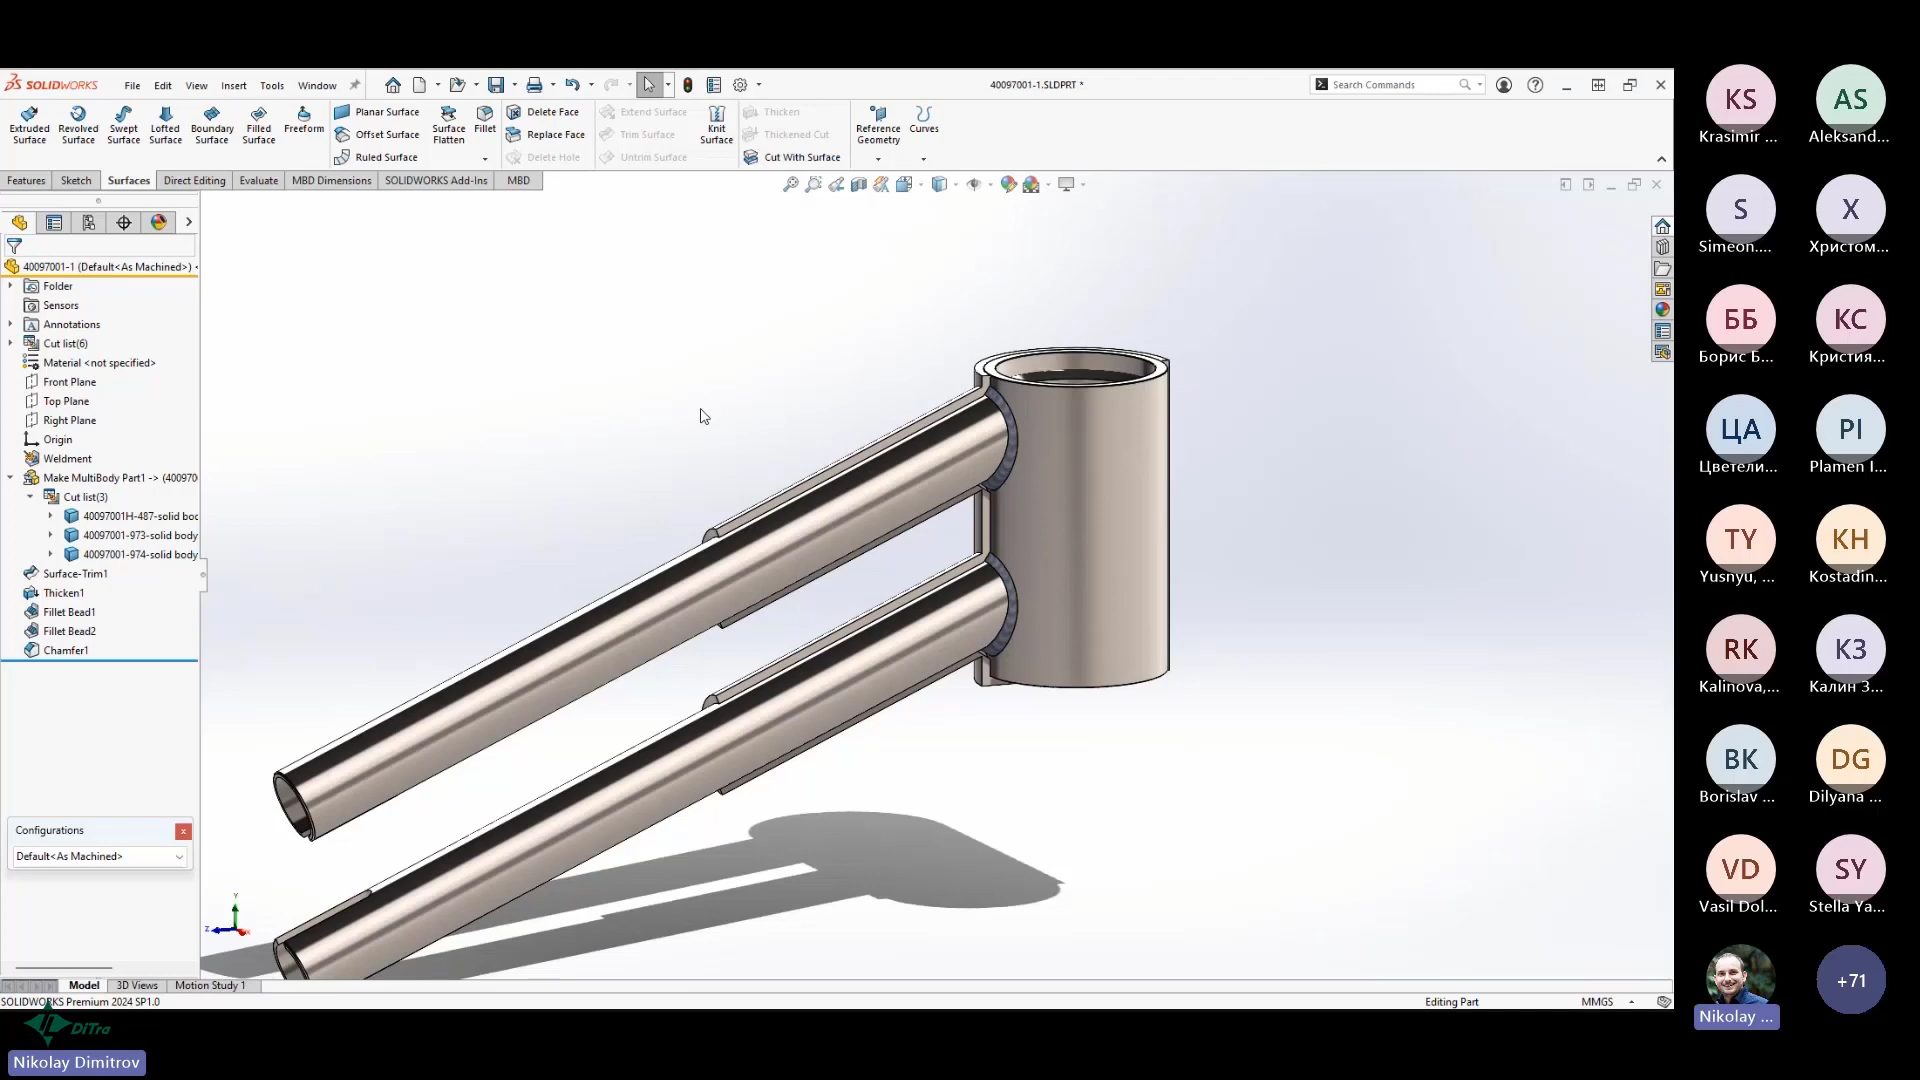 SOLIDWORKS File Edit View Insert Tools Window
40097001-1.SLDPRT *
Search Commands
Extruded Surface
Revolved Surface
Swept Surface
Lofted Surface
Boundary Surface
Filled Surface
Freeform
Planar Surface
Offset Surface
Ruled Surface
Surface Flatten
Fillet
Delete Face
Replace Face
Delete Hole
Extend Surface
Trim Surface
Untrim Surface
Knit Surface
Thicken
Thickened Cut
Cut With Surface
Reference Geometry
Curves
Features Sketch Surfaces Direct Editing Evaluate MBD Dimensions SOLIDWORKS Add-Ins MBD
40097001-1 (Default<As Machined>)
Folder
Sensors
Annotations
Cut list(6)
Material <not specified>
Front Plane
Top Plane
Right Plane
Origin
Weldment
Make MultiBody Part1 -> (400970
Cut list(3)
40097001H-487-solid boc
40097001-973-solid body
40097001-974-solid body
Surface-Trim1
Thicken1
Fillet Bead1
Fillet Bead2
Chamfer1
Configurations
Default<As Machined>
Y
Z
Model 3D Views Motion Study 1
SOLIDWORKS Premium 2024 SP1.0
Editing Part
MMGS
DiTra
Nikolay Dimitrov
KS
Krasimir ...
AS
Aleksand...
S
Simeon....
X
Христом...
ББ
Борис Б...
КС
Кристия...
ЦА
Цветели...
PI
Plamen I...
TY
Yusnyu, ...
KH
Kostadin...
RK
Kalinova,...
КЗ
Калин З...
BK
Borislav ...
DG
Dilyana ...
VD
Vasil Dol...
SY
Stella Ya...
Nikolay ...
+71